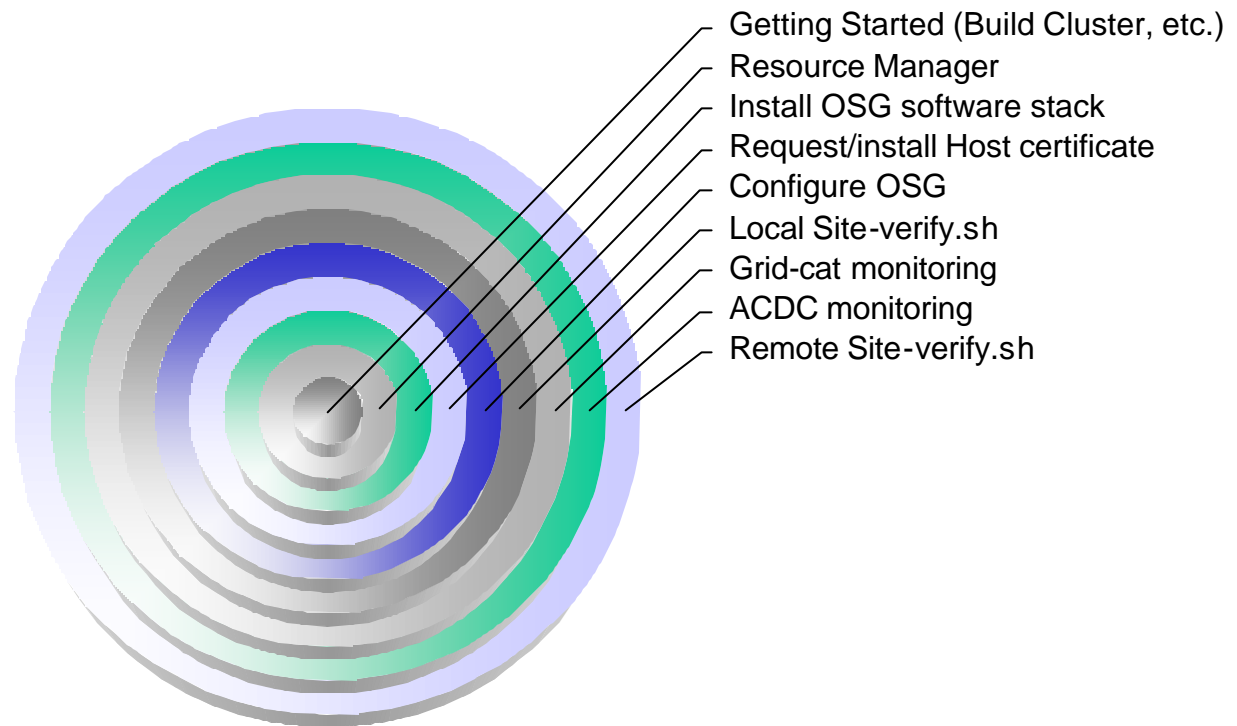 Getting Started (Build Cluster, etc.)
Resource Manager
Install OSG software stack
Request/install Host certificate
Configure OSG
Local Site-verify.sh
Grid-cat monitoring
ACDC monitoring
Remote Site-verify.sh